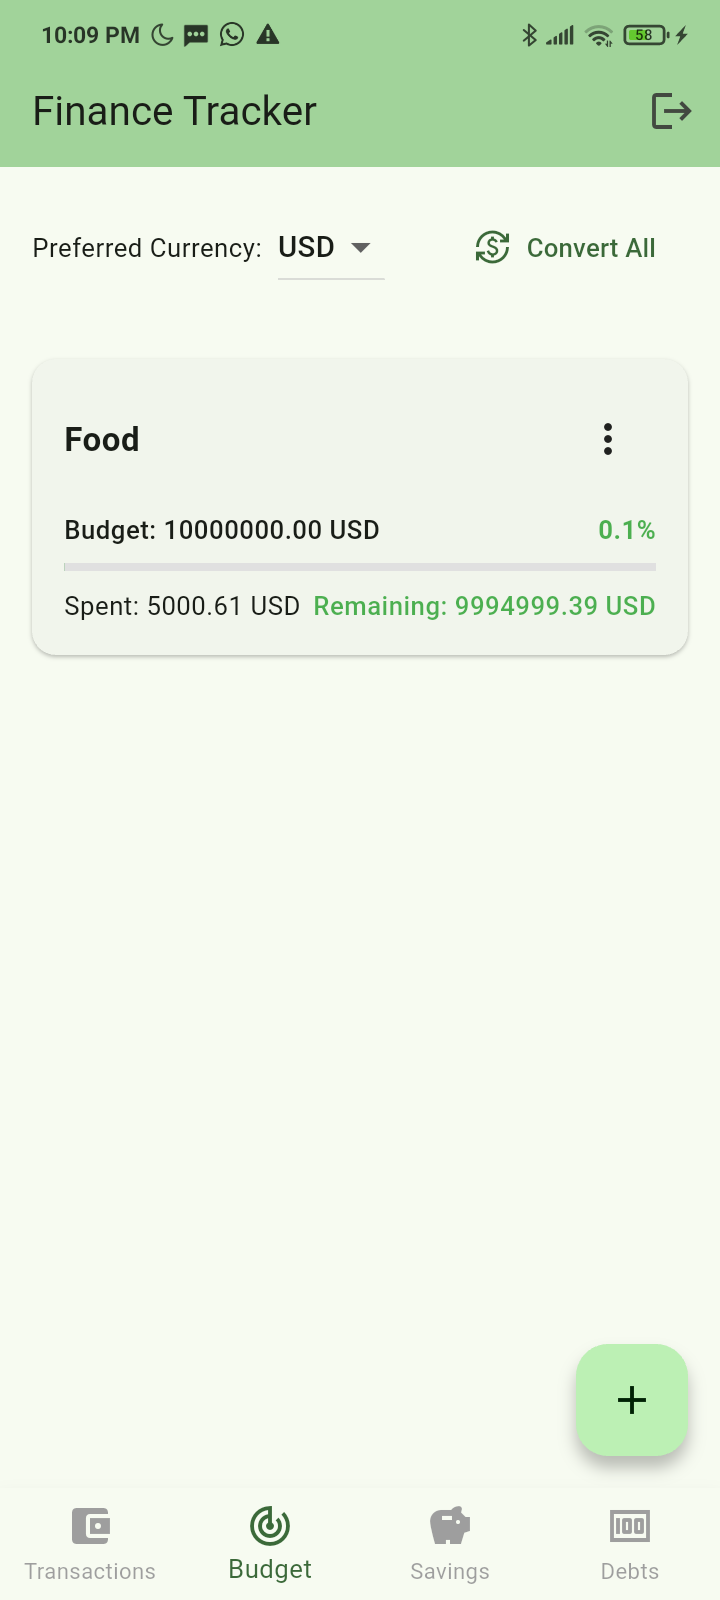 10:09 PM 58
Finance Tracker
Preferred Currency: USD Convert All
Food
Budget: 10000000.00 USD 0.1%
Spent: 5000.61 USD Remaining: 9994999.39 USD
Transactions Budget Savings Debts